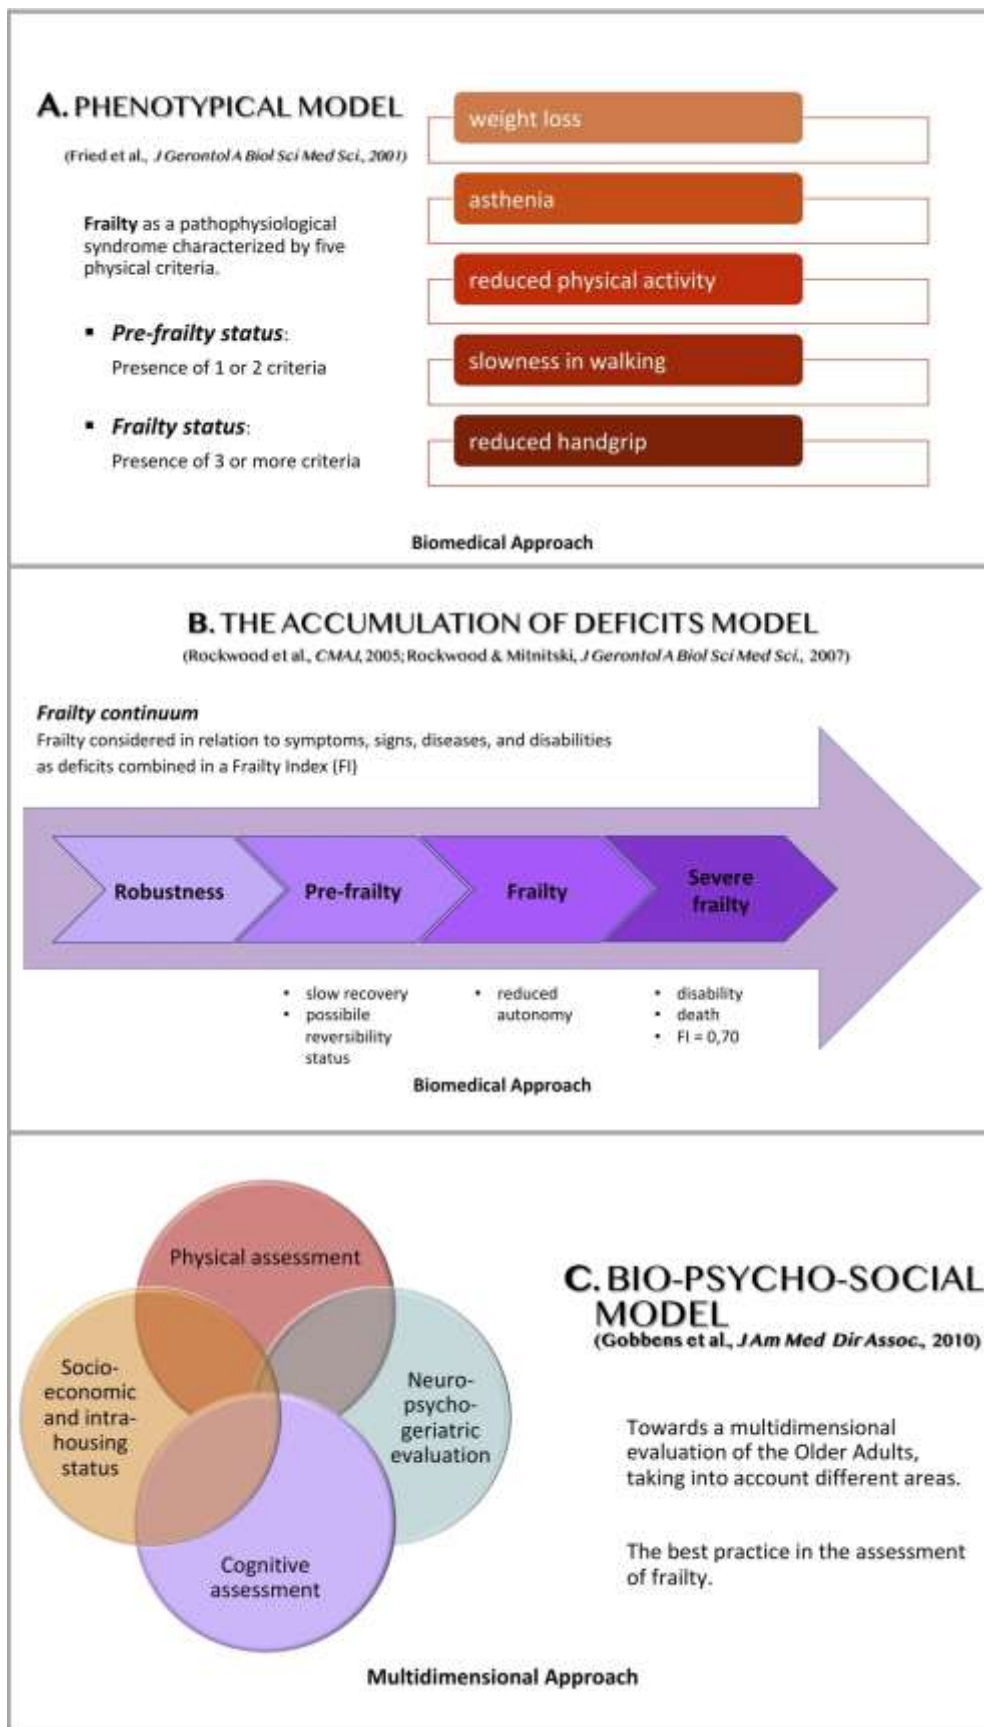 A. PHENOTYPICAL MODEL
(Fried et al., J Gerontol A Biol Sci Med Sci., 2001)
Frailty as a pathophysiological
syndrome characterized by five
physical criteria.
▪ Pre-frailty status:
Presence of 1 or 2 criteria
▪ Frailty status:
Presence of 3 or more criteria
weight loss
asthenia
reduced physical activity
slowness in walking
reduced handgrip
Biomedical Approach
B. THE ACCUMULATION OF DEFICITS MODEL
(Rockwood et al., CMAJ, 2005; Rockwood & Mitnitski, J Gerontol A Biol Sci Med Sci., 2007)
Frailty continuum
Frailty considered in relation to symptoms, signs, diseases, and disabilities
as deficits combined in a Frailty Index (FI)
Robustness
Pre-frailty
Frailty
Severe
frailty
• slow recovery
• possibile
reversibility
status
• reduced
autonomy
• disability
• death
• FI = 0,70
Biomedical Approach
Physical assessment
Socio-
economic
and intra-
housing
status
Neuro-
psycho-
geriatric
evaluation
Cognitive
assessment
C. BIO-PSYCHO-SOCIAL
MODEL
(Gobbens et al., J Am Med Dir Assoc., 2010)
Towards a multidimensional
evaluation of the Older Adults,
taking into account different areas.
The best practice in the assessment
of frailty.
Multidimensional Approach